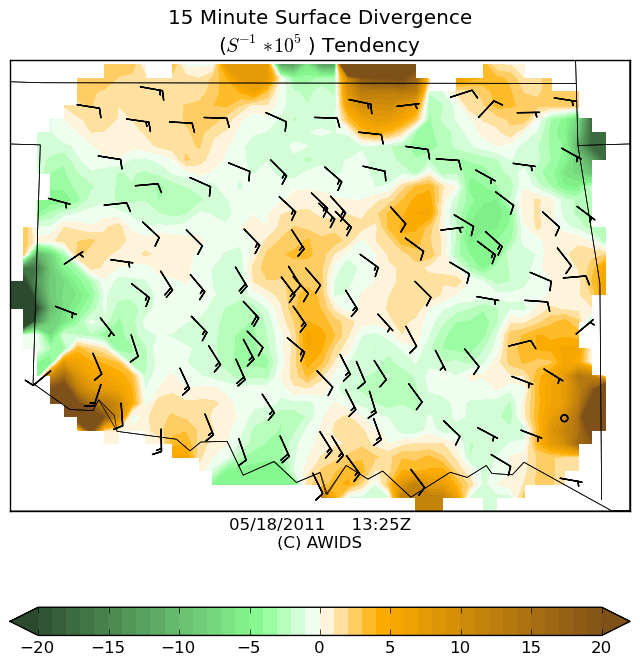 15 Minute Surface Divergence
(S⁻¹ *10⁵ ) Tendency
05/18/2011 13:25Z
(C) AWIDS
−20 −15 −10 −5 0 5 10 15 20